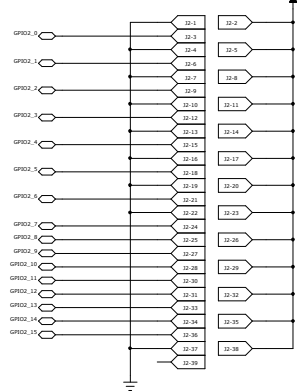 J2-1 J2-2
GPIO2_0 J2-3
J2-4 J2-5
GPIO2_1 J2-6
J2-7 J2-8
GPIO2_2 J2-9
J2-10 J2-11
GPIO2_3 J2-12
J2-13 J2-14
GPIO2_4 J2-15
J2-16 J2-17
GPIO2_5 J2-18
J2-19 J2-20
GPIO2_6 J2-21
J2-22 J2-23
GPIO2_7 J2-24
GPIO2_8 J2-25 J2-26
GPIO2_9 J2-27
GPIO2_10 J2-28 J2-29
GPIO2_11 J2-30
GPIO2_12 J2-31 J2-32
GPIO2_13 J2-33
GPIO2_14 J2-34 J2-35
GPIO2_15 J2-36
J2-37 J2-38
J2-39